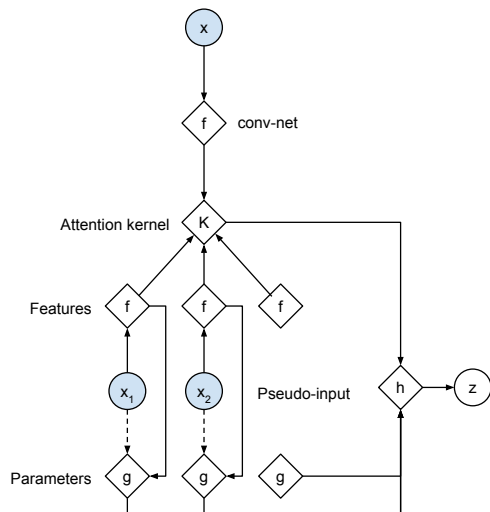 x
f conv-net
Attention kernel K
Features f f f
x1 x2 Pseudo-input h z
Parameters g g g